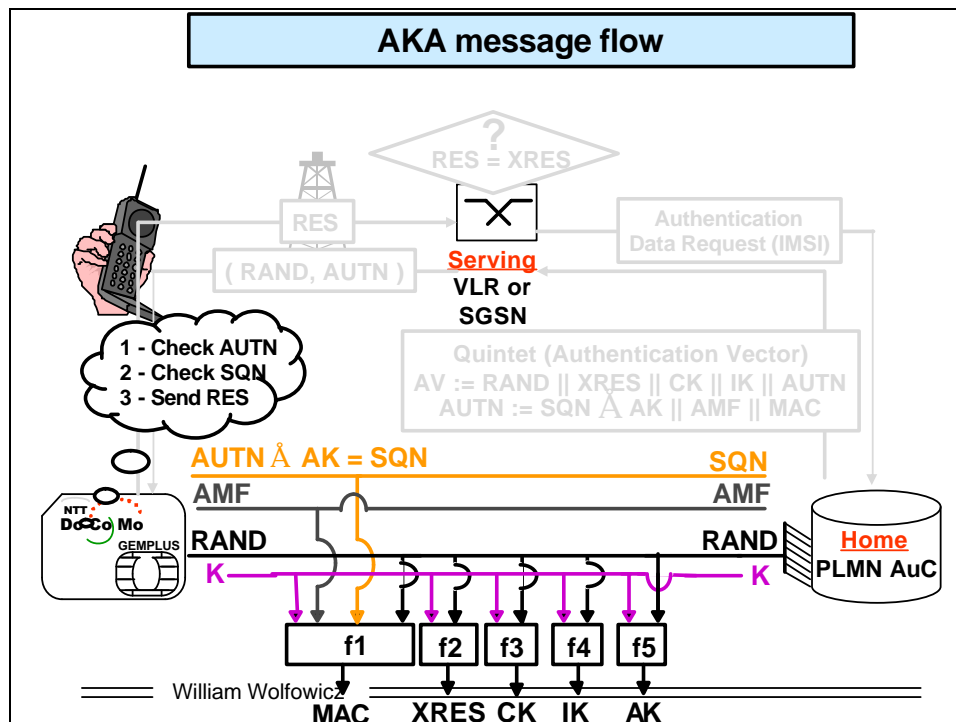 AKA message flow
?
RES = XRES
RES
Authentication
Data Request (IMSI)
( RAND, AUTN )
Serving
VLR or
SGSN
1 - Check AUTN
2 - Check SQN
3 - Send RES
Quintet (Authentication Vector)
AV := RAND || XRES || CK || IK || AUTN
AUTN := SQN Å AK || AMF || MAC
AUTN Å AK = SQN
SQN
AMF
AMF
NTT
DoCoMo
GEMPLUS
RAND
RAND
K
K
Home
PLMN AuC
f1
f2
f3
f4
f5
William Wolfowicz
MAC
XRES
CK
IK
AK